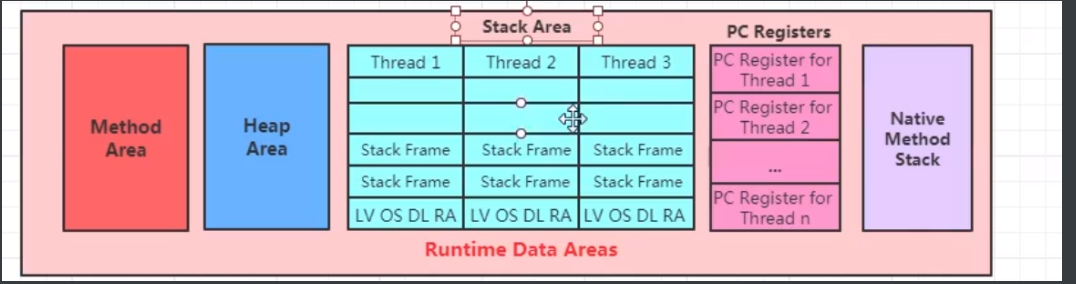 Stack Area
PC Registers
Method
Area
Heap
Area
Thread 1
Thread 2
Thread 3
Stack Frame
Stack Frame
Stack Frame
Stack Frame
Stack Frame
Stack Frame
LV OS DL RA
LV OS DL RA
LV OS DL RA
PC Register for
Thread 1
PC Register for
Thread 2
...
PC Register for
Thread n
Native
Method
Stack
Runtime Data Areas